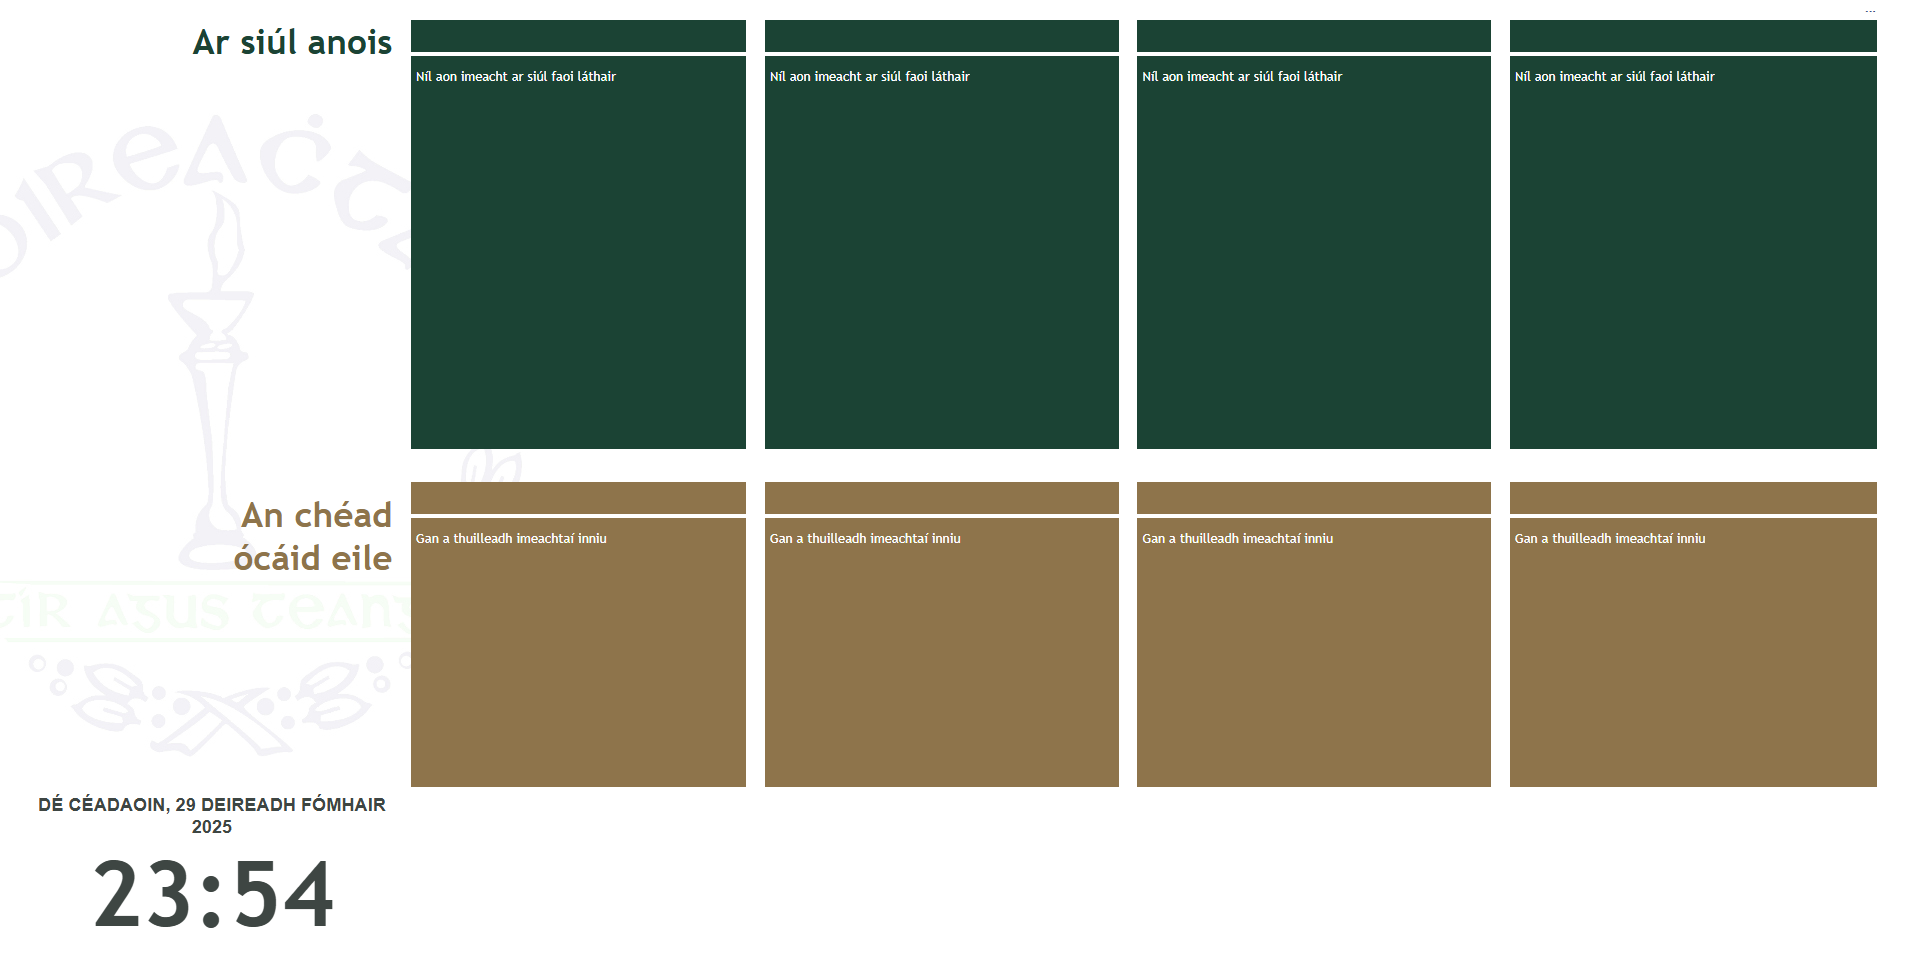 ...
Ar siúl anois
Níl aon imeacht ar siúl faoi láthair
Níl aon imeacht ar siúl faoi láthair
Níl aon imeacht ar siúl faoi láthair
Níl aon imeacht ar siúl faoi láthair
An chéad
ócáid eile
Gan a thuilleadh imeachtaí inniu
Gan a thuilleadh imeachtaí inniu
Gan a thuilleadh imeachtaí inniu
Gan a thuilleadh imeachtaí inniu
tír agus teang
DÉ CÉADAOIN, 29 DEIREADH FÓMHAIR
2025
23:54